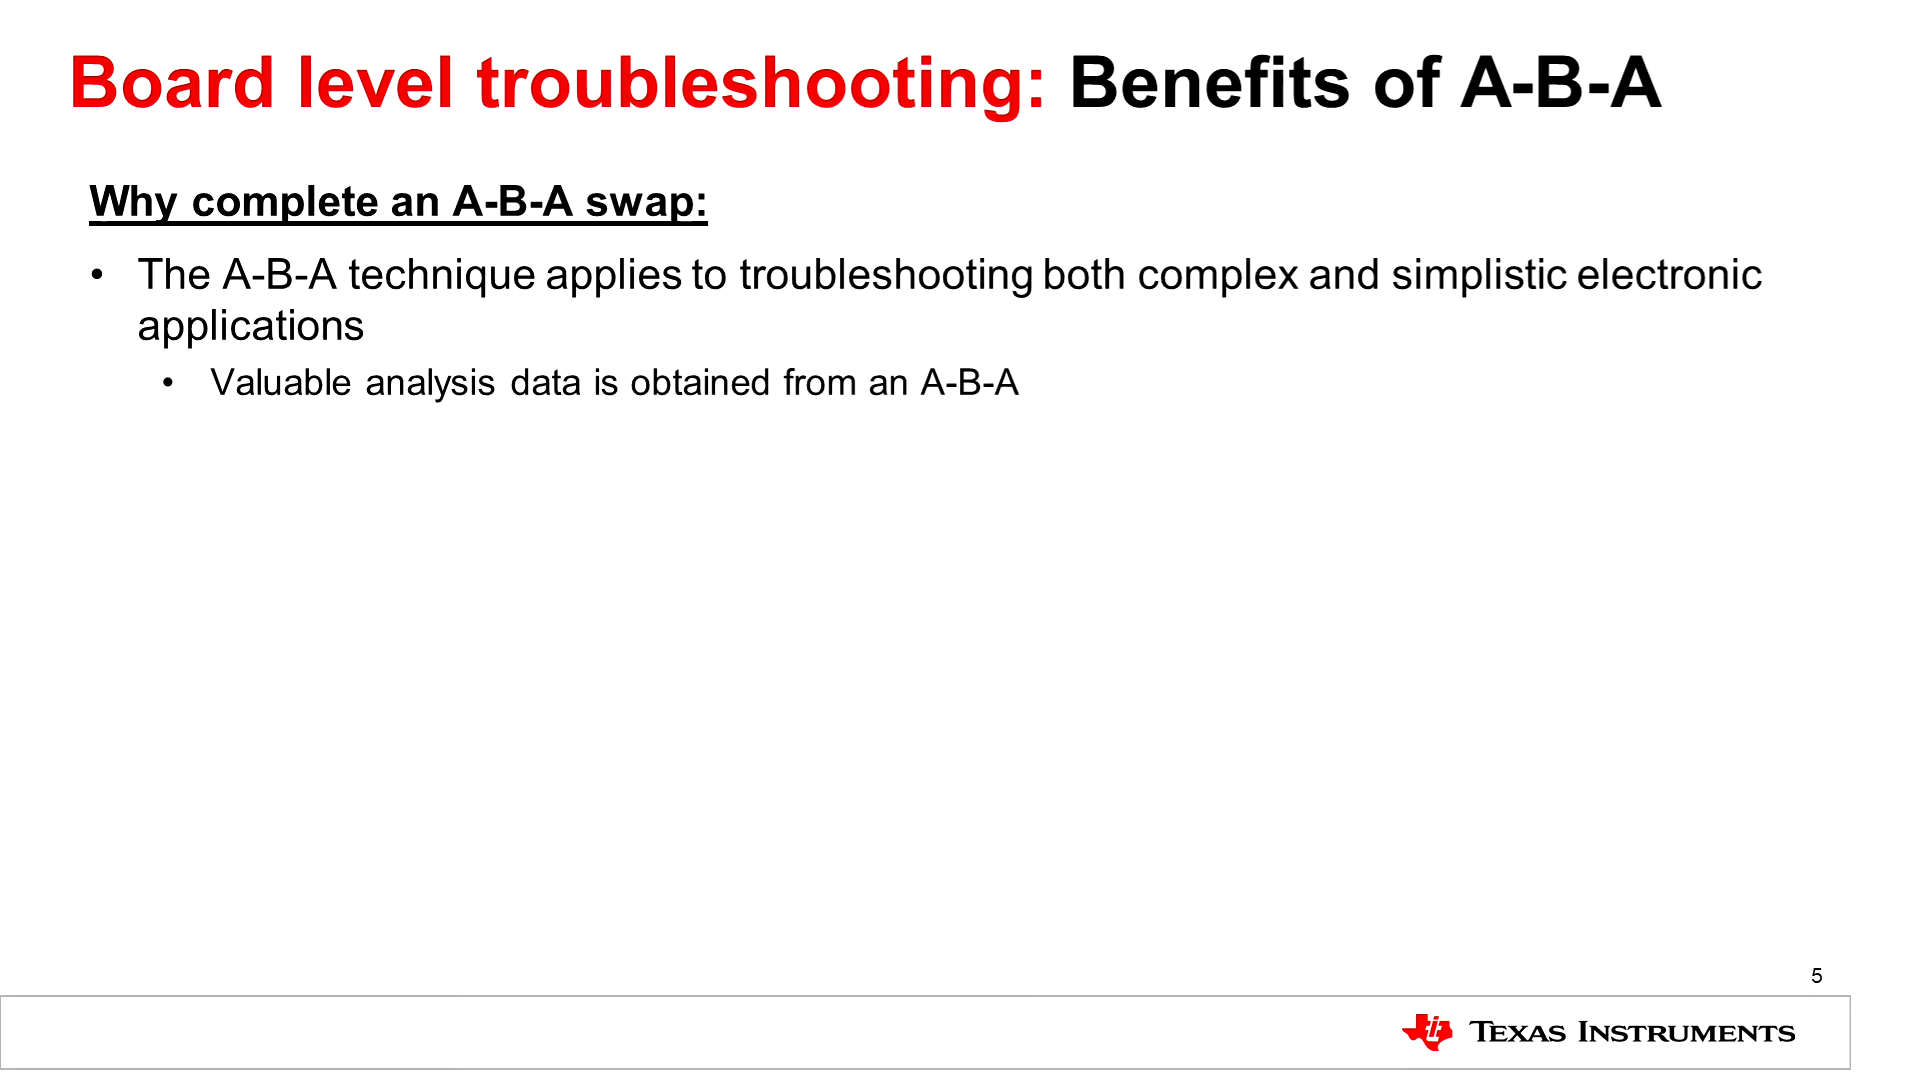 Board level troubleshooting: Benefits of A-B-A
Why complete an A-B-A swap:
• The A-B-A technique applies to troubleshooting both complex and simplistic electronic
applications
• Valuable analysis data is obtained from an A-B-A
5
TEXAS INSTRUMENTS